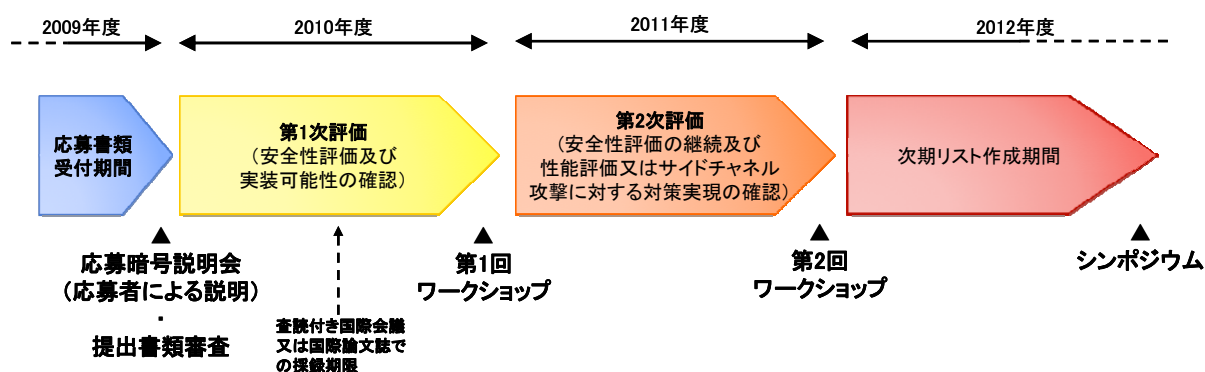 2009年度
2010年度
2011年度
2012年度
応募書類
受付期間
第1次評価
(安全性評価及び
実装可能性の確認)
第2次評価
(安全性評価の継続及び
性能評価又はサイドチャネル
攻撃に対する対策実現の確認)
次期リスト作成期間
▲
応募暗号説明会
(応募者による説明)
・
提出書類審査
査読付き国際会議
又は国際論文誌で
の採録期限
▲
第1回
ワークショップ
▲
第2回
ワークショップ
▲
シンポジウム